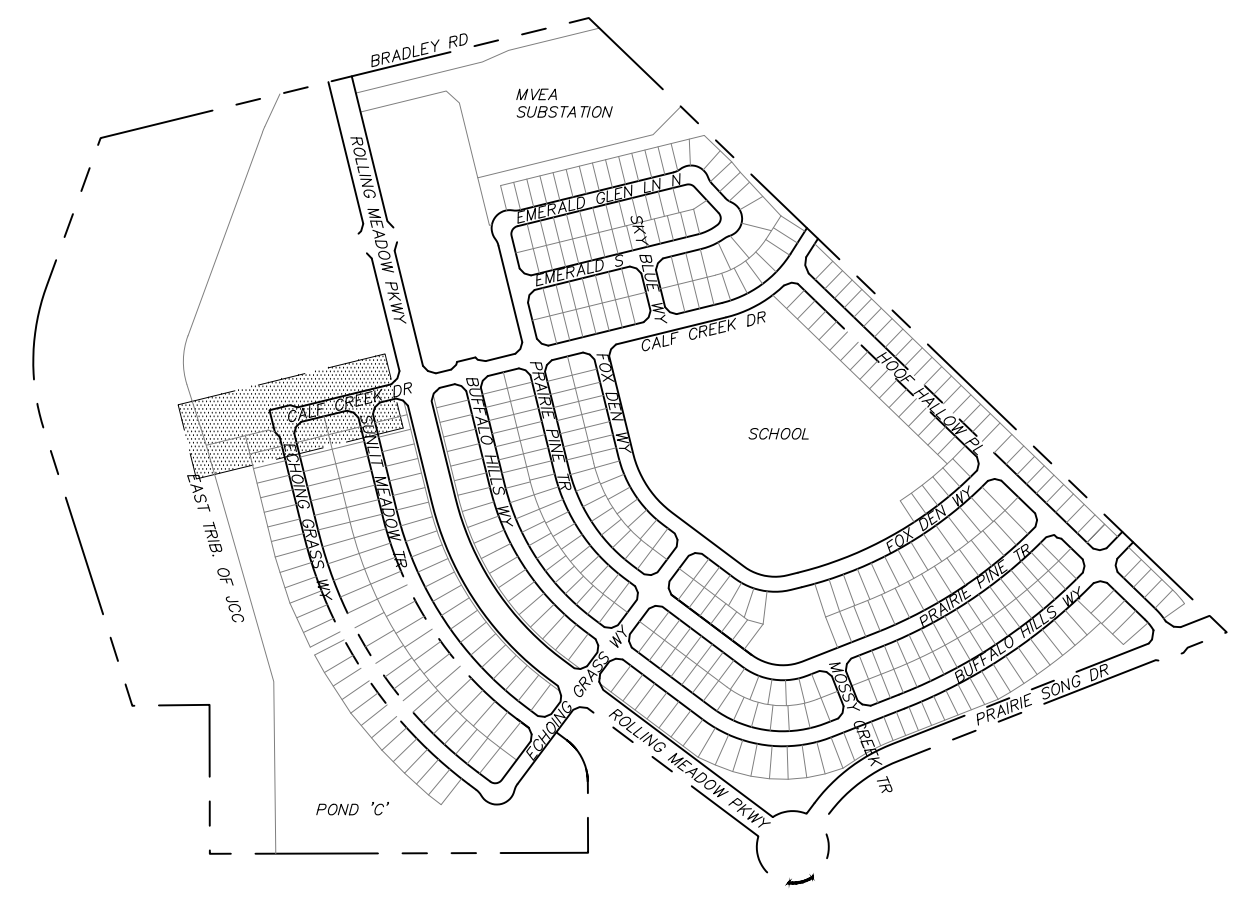 BRADLEY RD
MVEA
SUBSTATION
ROLLING MEADOW PKWY
EMERALD GLEN LN N
SKY BLUE WY
EMERALD S
CALF CREEK DR
HOOF HALLOW PL
CALF CREEK DR
BUFFALO HILLS WY
PRAIRIE PINE TR
FOX DEN WY
SCHOOL
SUNLIT MEADOW TR
ECHOING GRASS WY
EAST TRIB. OF JCC
FOX DEN WY
PRAIRIE PINE TR
BUFFALO HILLS WY
ECHOING GRASS WY
MOSSY CREEK TR
PRAIRIE SONG DR
ROLLING MEADOW PKWY
POND 'C'